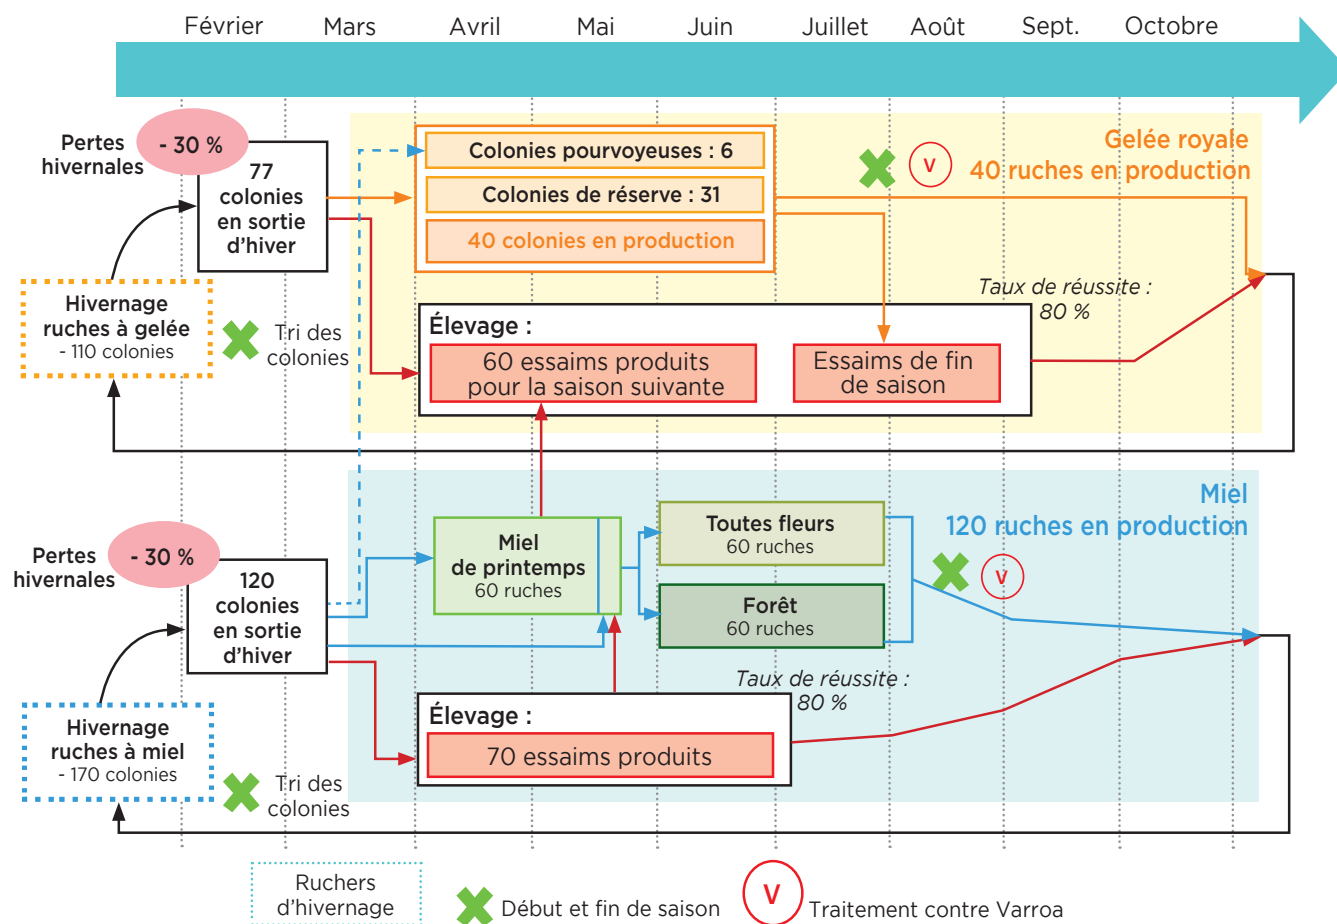 Février
Mars
Avril
Mai
Juin
Juillet
Août
Sept.
Octobre
Pertes
hivernales
- 30 %
77
colonies
en sortie
d'hiver
Hivernage
ruches à gelée
- 110 colonies
Tri des
colonies
Colonies pourvoyeuses : 6
Colonies de réserve : 31
40 colonies en production
V
Gelée royale
40 ruches en production
Élevage :
60 essaims produits
pour la saison suivante
Essaims de fin
de saison
Taux de réussite :
80 %
Pertes
hivernales
- 30 %
120
colonies
en sortie
d'hiver
Hivernage
ruches à miel
- 170 colonies
Tri des
colonies
Miel
de printemps
60 ruches
Toutes fleurs
60 ruches
Forêt
60 ruches
Miel
120 ruches en production
V
Élevage :
70 essaims produits
Taux de réussite :
80 %
Ruchers
d'hivernage
Début et fin de saison
V
Traitement contre Varroa